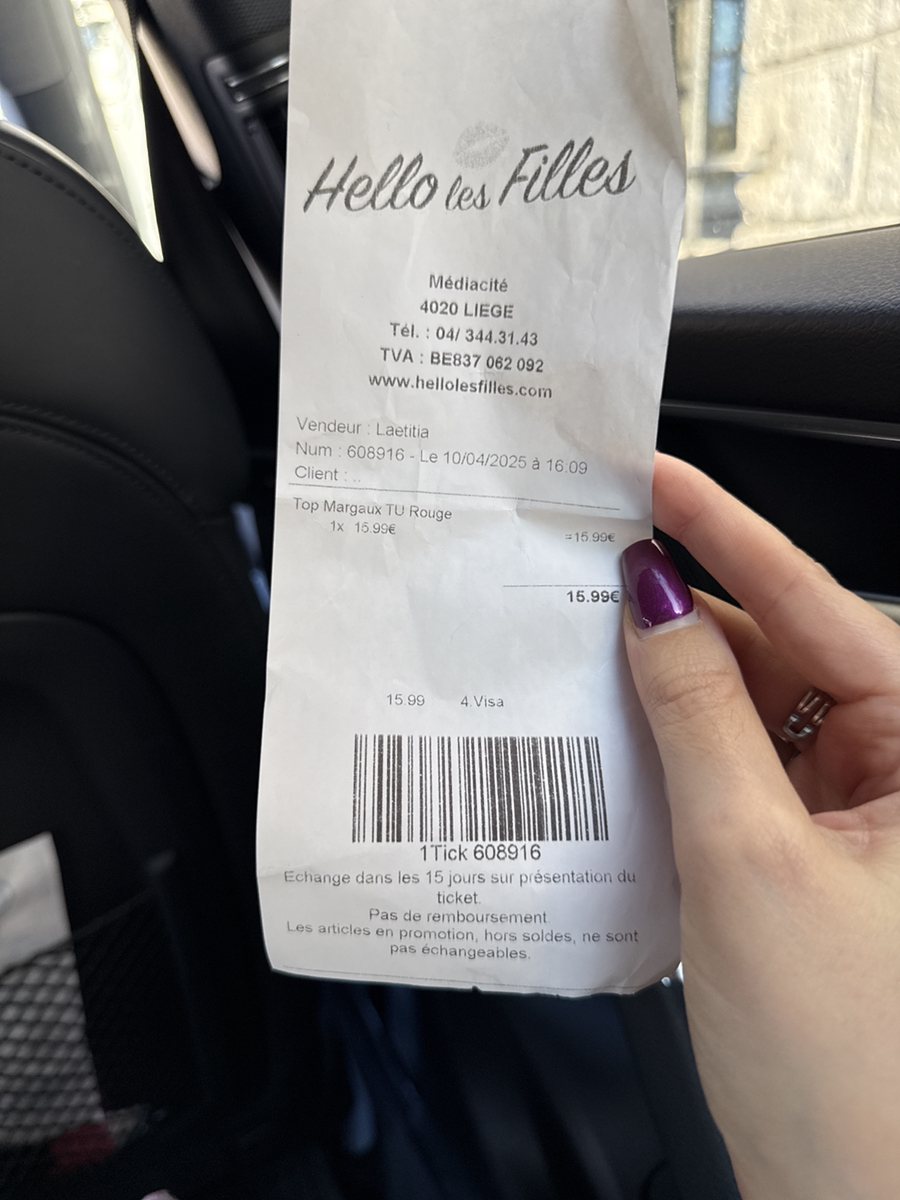 Hello les Filles
Médiacité
4020 LIEGE
Tél. : 04/ 344.31.43
TVA : BE837 062 092
www.hellolesfilles.com
Vendeur : Laetitia
Num : 608916 - Le 10/04/2025 à 16:09
Client : ..
Top Margaux TU Rouge
1x 15.99€ =15.99€
15.99€
15.99 4.Visa
1Tick 608916
Echange dans les 15 jours sur présentation du
ticket.
Pas de remboursement.
Les articles en promotion, hors soldes, ne sont
pas échangeables.